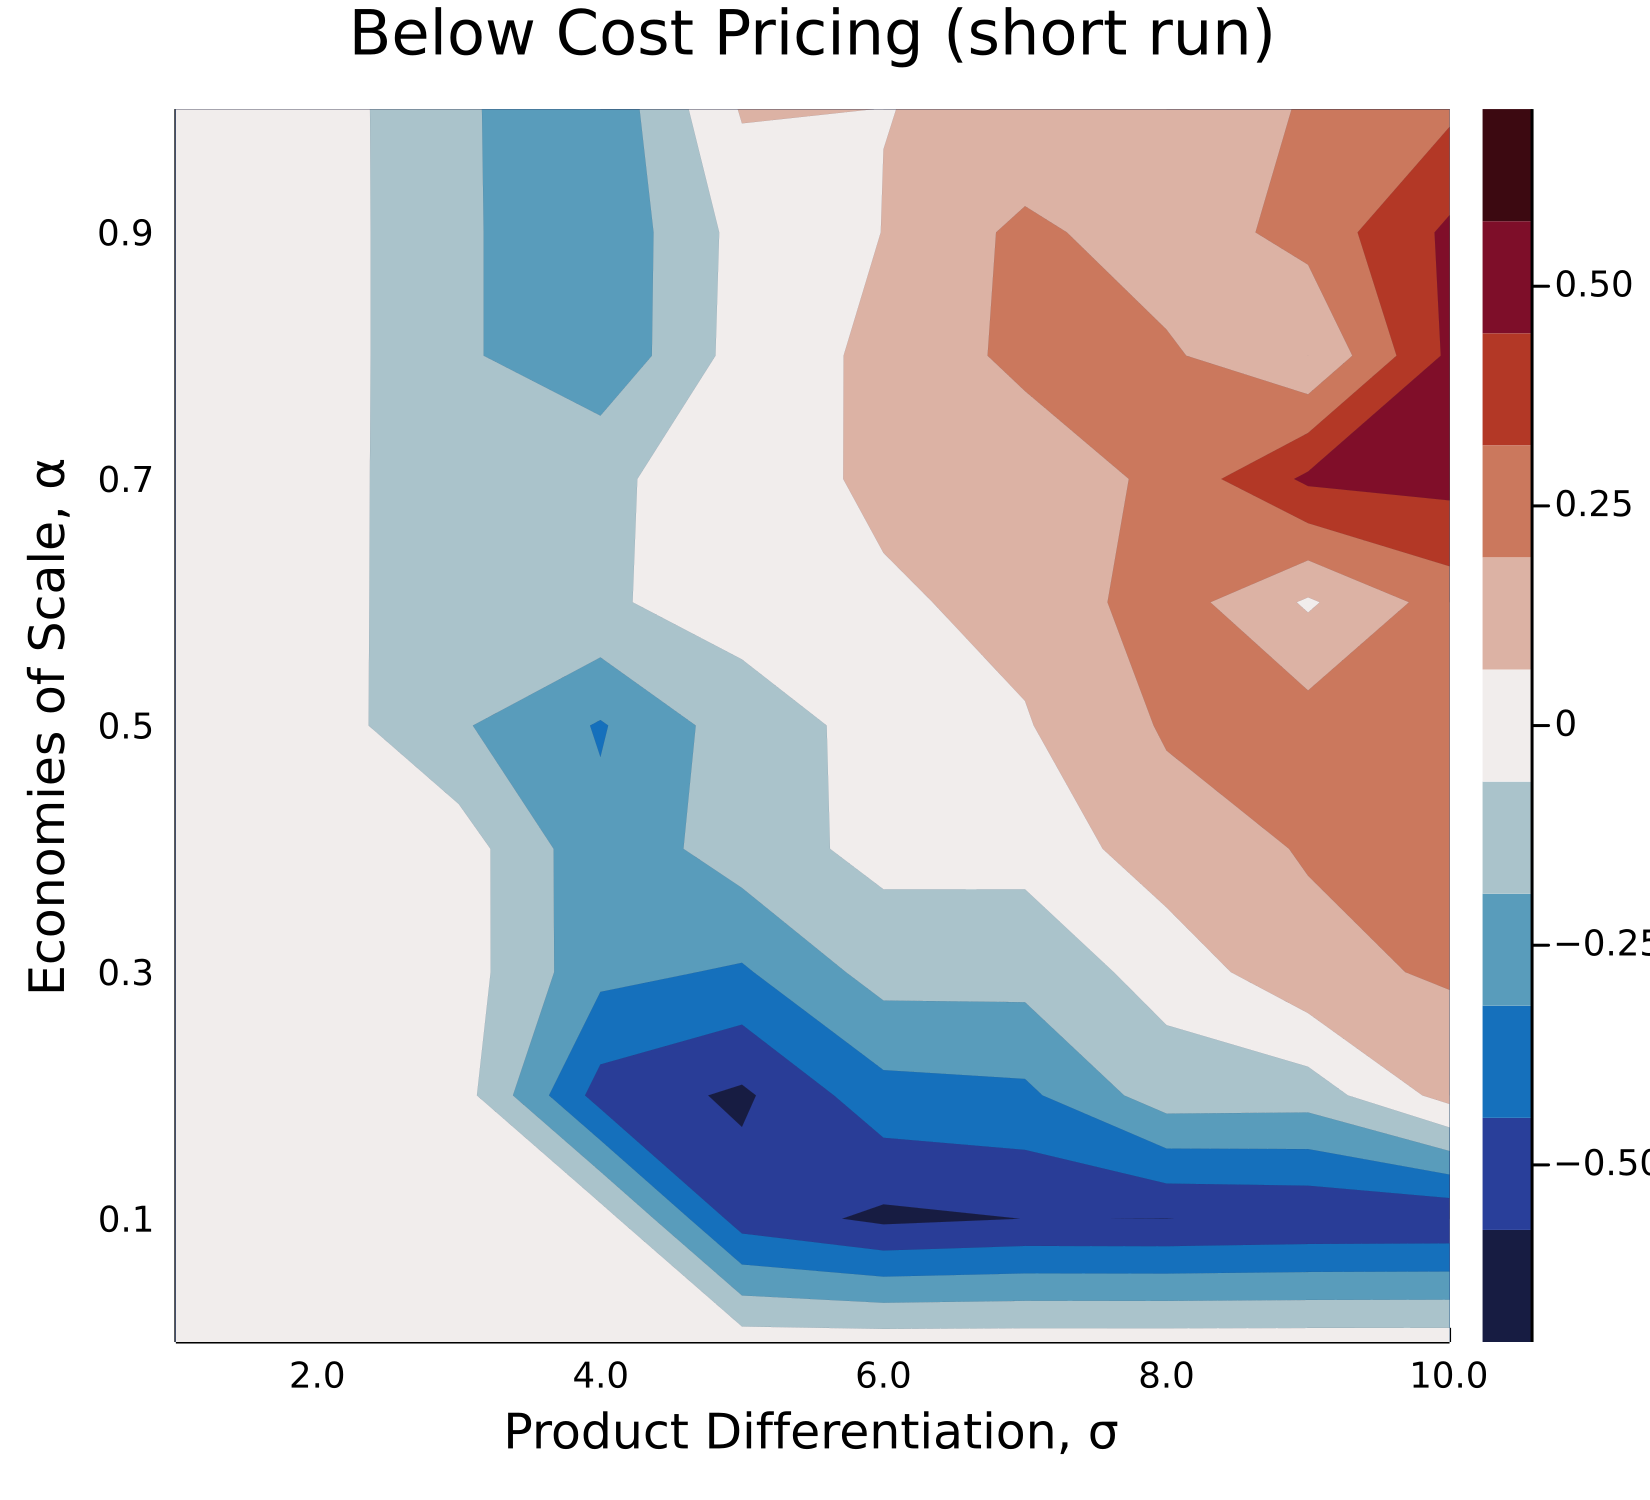 Below Cost Pricing (short run)
Economies of Scale, α
0.9
0.7
0.5
0.3
0.1
2.0 4.0 6.0 8.0 10.0
Product Differentiation, σ
0.50
0.25
0
−0.25
−0.50